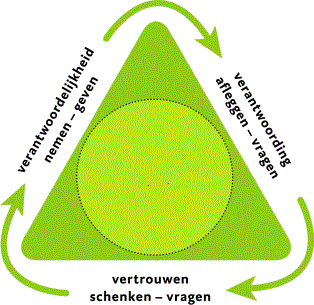 verantwoordelijkheid
nemen – geven
verantwoording
afleggen – vragen
vertrouwen
schenken – vragen